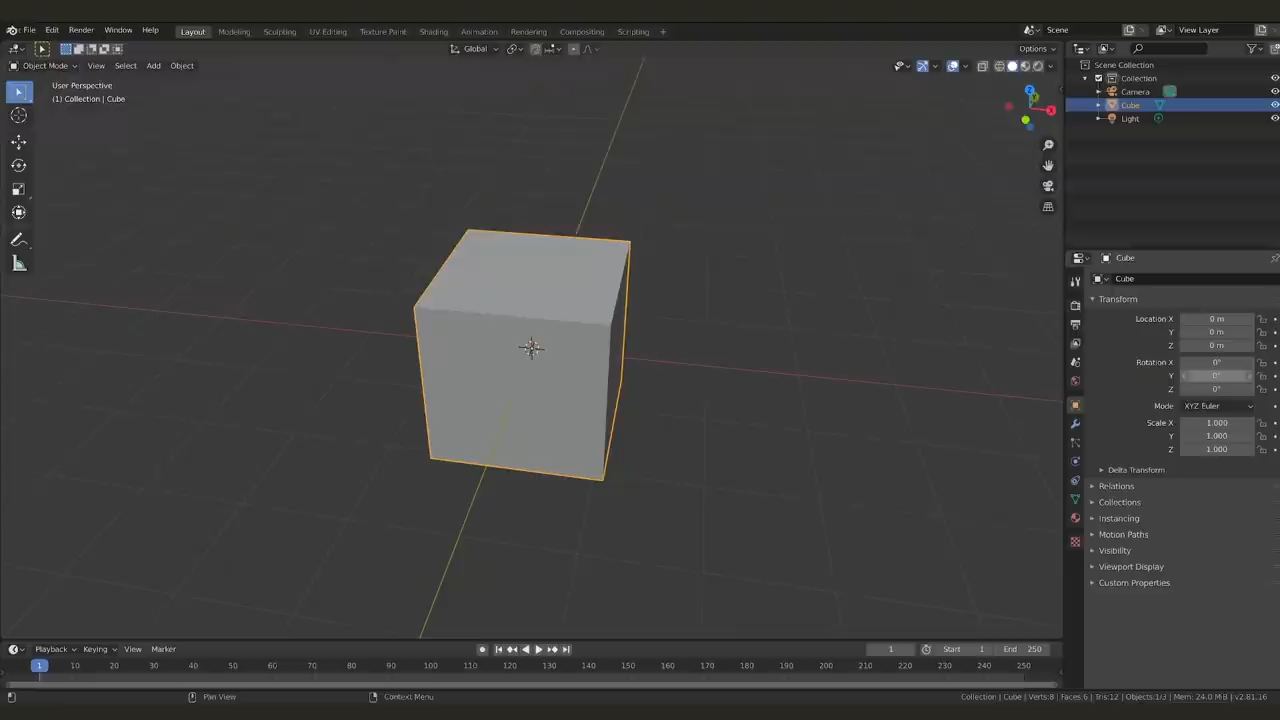 File Edit Render Window Help Layout Modeling Sculpting UV Editing Texture Paint Shading Animation Rendering Compositing Scripting + Scene View Layer
Global Options
Object Mode View Select Add Object
User Perspective
(1) Collection | Cube
Scene Collection
Collection
Camera
Cube
Light
Z
X
Cube
Cube
Transform
Location X 0 m
Y 0 m
Z 0 m
Rotation X 0°
Y 0°
Z 0°
Mode XYZ Euler
Scale X 1.000
Y 1.000
Z 1.000
Delta Transform
Relations
Collections
Instancing
Motion Paths
Visibility
Viewport Display
Custom Properties
Playback Keying View Marker 1 Start 1 End 250
1 10 20 30 40 50 60 70 80 90 100 110 120 130 140 150 160 170 180 190 200 210 220 230 240 250
Pan View Context Menu Collection | Cube | Verts:8 | Faces:6 | Tris:12 | Objects:1/3 | Mem: 24.0 MiB | v2.81.16